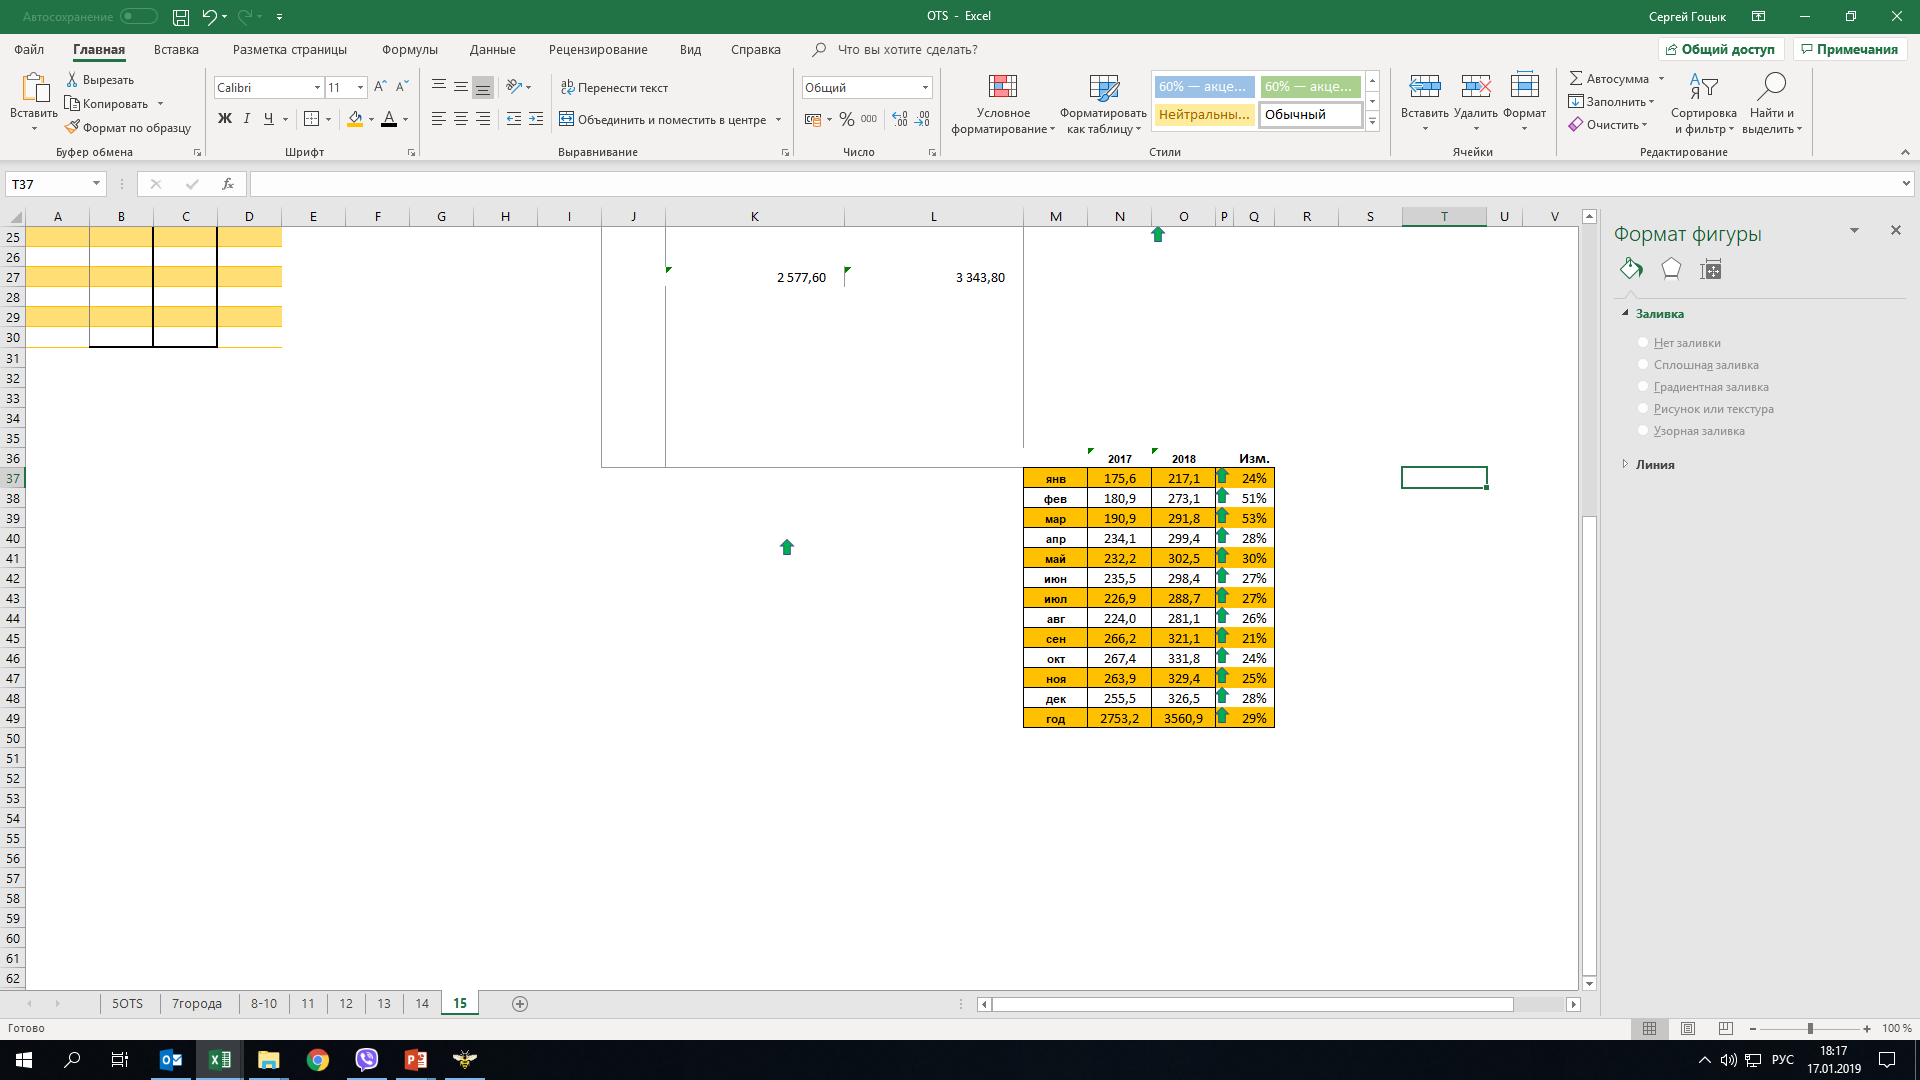 Автосохранение
OTS - Excel
Сергей Гоцык
Файл Главная Вставка Разметка страницы Формулы Данные Рецензирование Вид Справка Что вы хотите сделать? Общий доступ Примечания
Вставить
Вырезать
Копировать
Формат по образцу
Буфер обмена
Calibri 11
Ж К Ч
Шрифт
Перенести текст
Объединить и поместить в центре
Выравнивание
Общий
% 000
Число
Условное форматирование
Форматировать как таблицу
60% — акце... 60% — акце...
Нейтральны... Обычный
Стили
Вставить Удалить Формат
Ячейки
Автосумма
Заполнить
Очистить
Сортировка и фильтр
Найти и выделить
Редактирование
T37
fx
A B C D E F G H I J K L M N O P Q R S T U V
25
26
27 2 577,60 3 343,80
28
29
30
31
32
33
34
35
36 2017 2018 Изм.
37 янв 175,6 217,1 24%
38 фев 180,9 273,1 51%
39 мар 190,9 291,8 53%
40 апр 234,1 299,4 28%
41 май 232,2 302,5 30%
42 июн 235,5 298,4 27%
43 июл 226,9 288,7 27%
44 авг 224,0 281,1 26%
45 сен 266,2 321,1 21%
46 окт 267,4 331,8 24%
47 ноя 263,9 329,4 25%
48 дек 255,5 326,5 28%
49 год 2753,2 3560,9 29%
50
51
52
53
54
55
56
57
58
59
60
61
62
Формат фигуры
Заливка
Нет заливки
Сплошная заливка
Градиентная заливка
Рисунок или текстура
Узорная заливка
Линия
5OTS 7города 8-10 11 12 13 14 15
Готово
100 %
РУС
18:17
17.01.2019